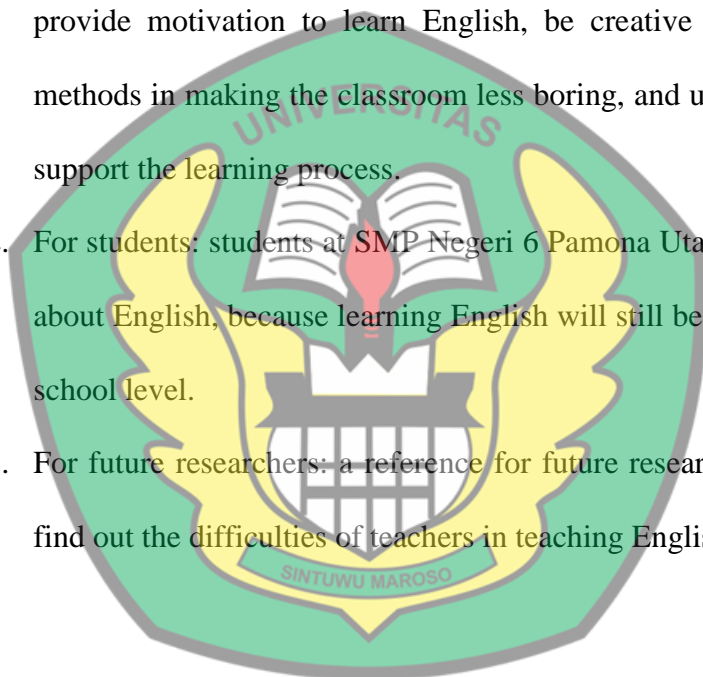 provide motivation to learn English, be creative
methods in making the classroom less boring, and u
support the learning process.
. For students: students at SMP Negeri 6 Pamona Uta
about English, because learning English will still be
school level.
. For future researchers: a reference for future resear
find out the difficulties of teachers in teaching Englis
UNIVERSITAS
SINTUWU MAROSO